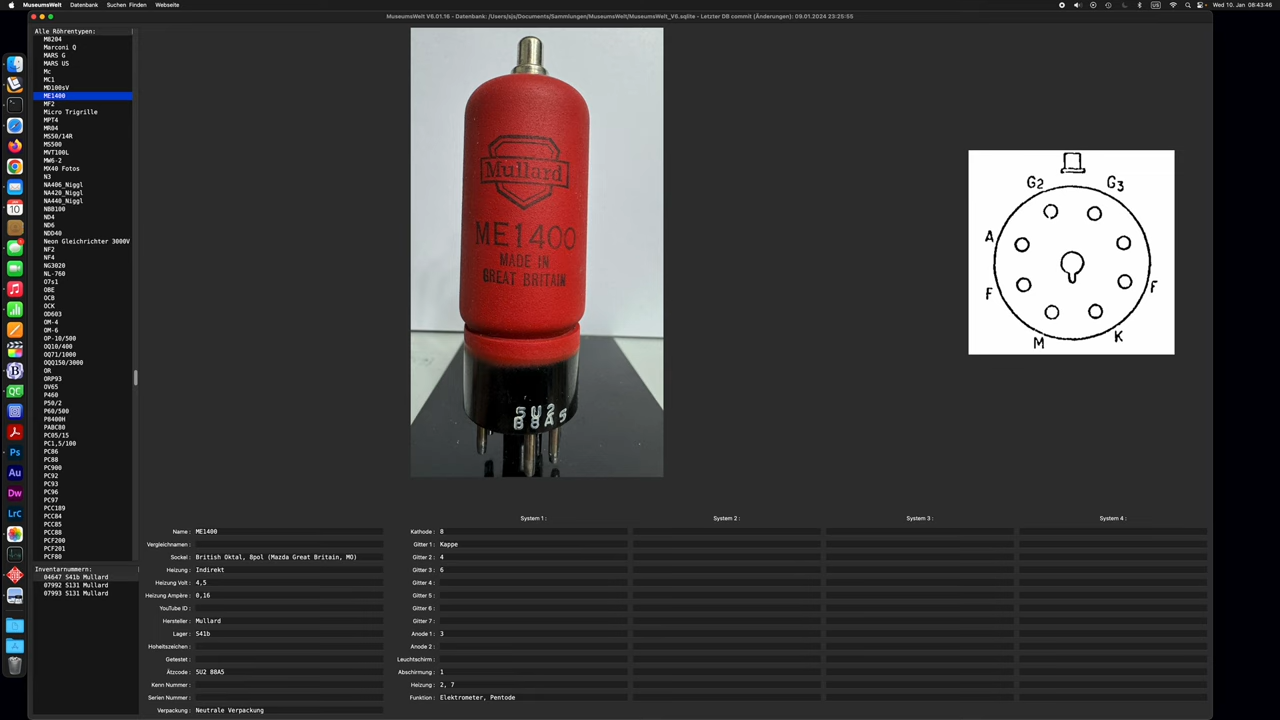 MuseumsWelt Datenbank Suchen Finden Webseite
US
Wed 10. Jan. 08:43:46
MuseumsWelt V6.01.16 - Datenbank: /Users/sjs/Documents/Sammlungen/MuseumsWelt/MuseumsWelt_V6.sqlite - Letzter DB commit (Änderungen): 09.01.2024 23:25:55
Alle Röhrentypen:
M8204
Marconi Q
MARS G
MARS US
Mc
MC1
MD100sV
ME1400
MF2
Micro Trigrille
MPT4
MR04
MS50/14R
MS500
MVT100L
MW6-2
MX40 Fotos
N3
NA406_Niggl
NA420_Niggl
NA440_Niggl
NBB100
ND4
ND6
NDD40
Neon Gleichrichter 3000V
NF2
NF4
NG3020
NL-760
O7s1
OBE
OCB
OCK
OD603
OM-4
OM-6
OP-10/500
OQ10/400
OQ71/1000
OQQ150/3000
OR
ORP93
OV65
P460
P50/2
P60/500
P8400H
PABC80
PC05/15
PC1,5/100
PC86
PC88
PC900
PC92
PC93
PC95
PC96
PC97
PCC189
PCC84
PCC85
PCC88
PCF200
PCF201
PCF80
Inventarnummern:
04647 S41b Mullard
07992 S131 Mullard
07993 S131 Mullard
Mullard
ME1400
MADE IN
GREAT BRITAIN
5U2
B8A5
G2
G3
A
F
F
M
K
System 1 :
System 2 :
System 3 :
System 4 :
Name : ME1400
Vergleichnamen :
Sockel : British Oktal, 8pol (Mazda Great Britain, MO)
Heizung : Indirekt
Heizung Volt : 4,5
Heizung Ampère : 0,16
YouTube ID :
Hersteller : Mullard
Lager : S41b
Hoheitszeichen :
Getestet :
Ätzcode : 5U2 B8A5
Kenn Nummer :
Serien Nummer :
Verpackung : Neutrale Verpackung
Kathode : 8
Gitter 1 : Kappe
Gitter 2 : 4
Gitter 3 : 6
Gitter 4 :
Gitter 5 :
Gitter 6 :
Gitter 7 :
Anode 1 : 3
Anode 2 :
Leuchtschirm :
Abschirmung : 1
Heizung : 2, 7
Funktion : Elektrometer, Pentode